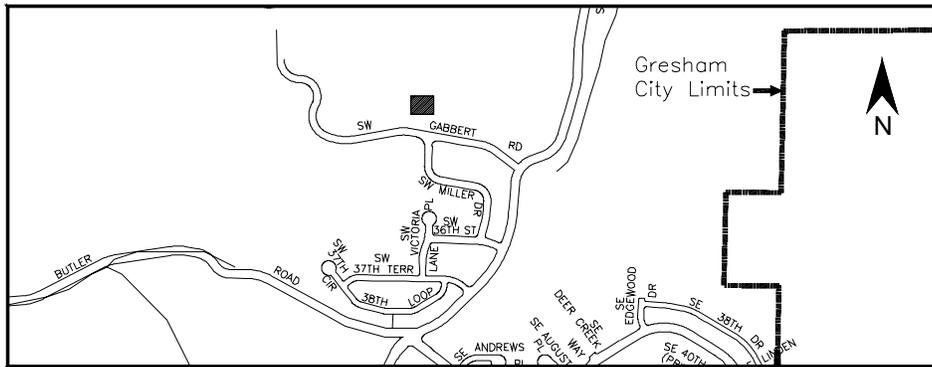 Gresham
City Limits
N
SW GABBERT RD
SW MILLER DR
SW VICTORIA PL
LANE
SW
36TH ST
SW
37TH
CIR
SW
37TH TERR
38TH LOOP
BUTLER ROAD
SE
EDGEWOOD
DR
SE 38TH DR
SE
DEER CREEK
WAY
SE AUGUST
PL
SE ANDREWS
PL
SE 40TH
LINDEN